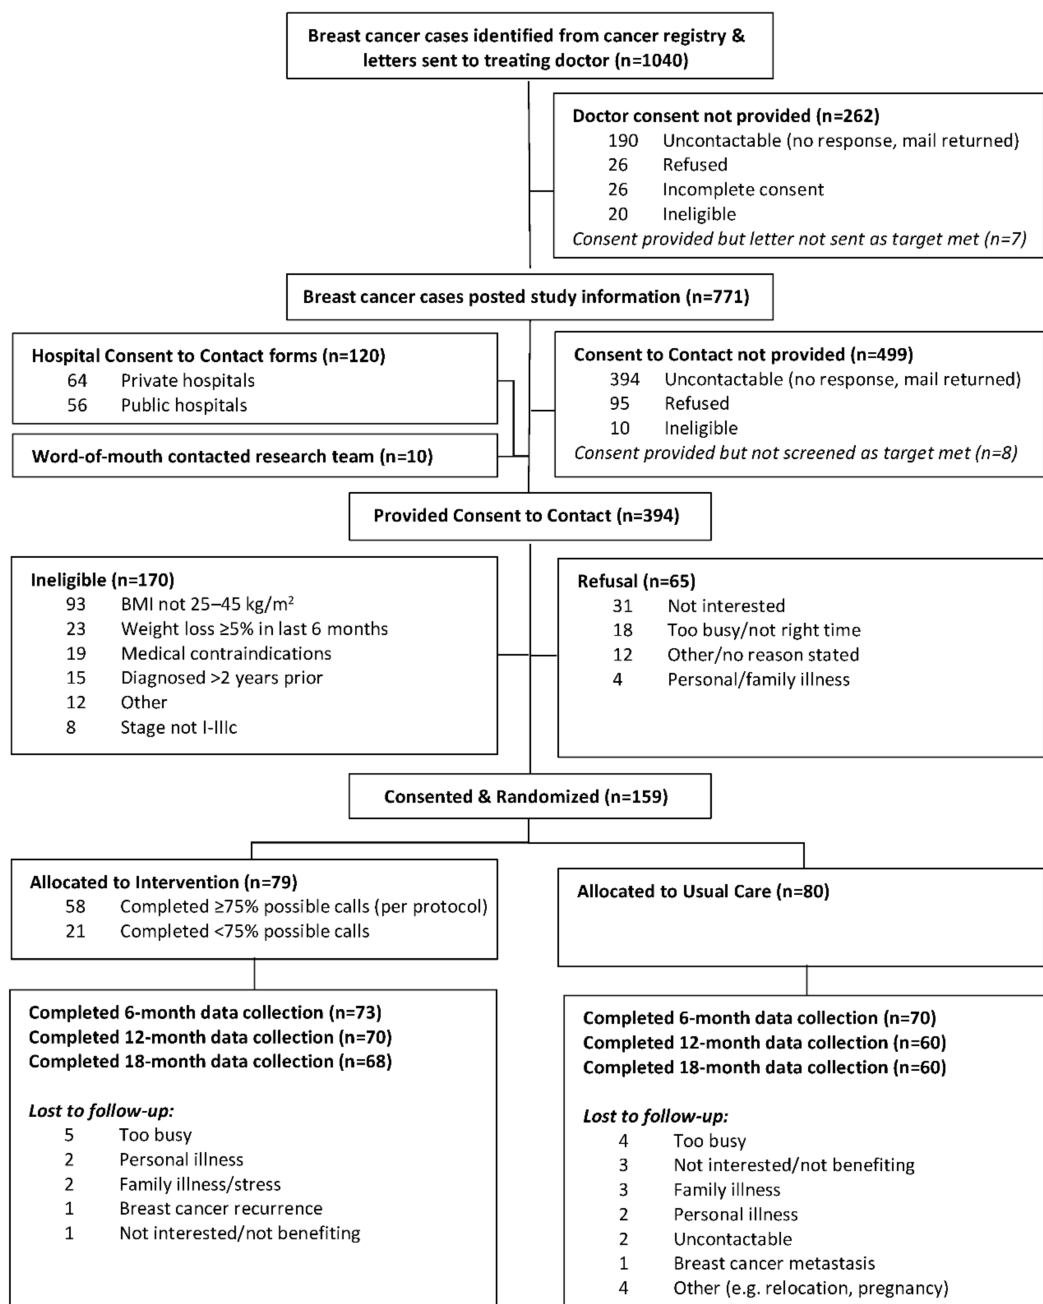 Breast cancer cases identified from cancer registry &
letters sent to treating doctor (n=1040)
Doctor consent not provided (n=262)
190 Uncontactable (no response, mail returned)
26 Refused
26 Incomplete consent
20 Ineligible
Consent provided but letter not sent as target met (n=7)
Breast cancer cases posted study information (n=771)
Hospital Consent to Contact forms (n=120)
64 Private hospitals
56 Public hospitals
Word-of-mouth contacted research team (n=10)
Consent to Contact not provided (n=499)
394 Uncontactable (no response, mail returned)
95 Refused
10 Ineligible
Consent provided but not screened as target met (n=8)
Provided Consent to Contact (n=394)
Ineligible (n=170)
93 BMI not 25–45 kg/m²
23 Weight loss ≥5% in last 6 months
19 Medical contraindications
15 Diagnosed >2 years prior
12 Other
8 Stage not I-IIIc
Refusal (n=65)
31 Not interested
18 Too busy/not right time
12 Other/no reason stated
4 Personal/family illness
Consented & Randomized (n=159)
Allocated to Intervention (n=79)
58 Completed ≥75% possible calls (per protocol)
21 Completed <75% possible calls
Allocated to Usual Care (n=80)
Completed 6-month data collection (n=73)
Completed 12-month data collection (n=70)
Completed 18-month data collection (n=68)
Lost to follow-up:
5 Too busy
2 Personal illness
2 Family illness/stress
1 Breast cancer recurrence
1 Not interested/not benefiting
Completed 6-month data collection (n=70)
Completed 12-month data collection (n=60)
Completed 18-month data collection (n=60)
Lost to follow-up:
4 Too busy
3 Not interested/not benefiting
3 Family illness
2 Personal illness
2 Uncontactable
1 Breast cancer metastasis
4 Other (e.g. relocation, pregnancy)